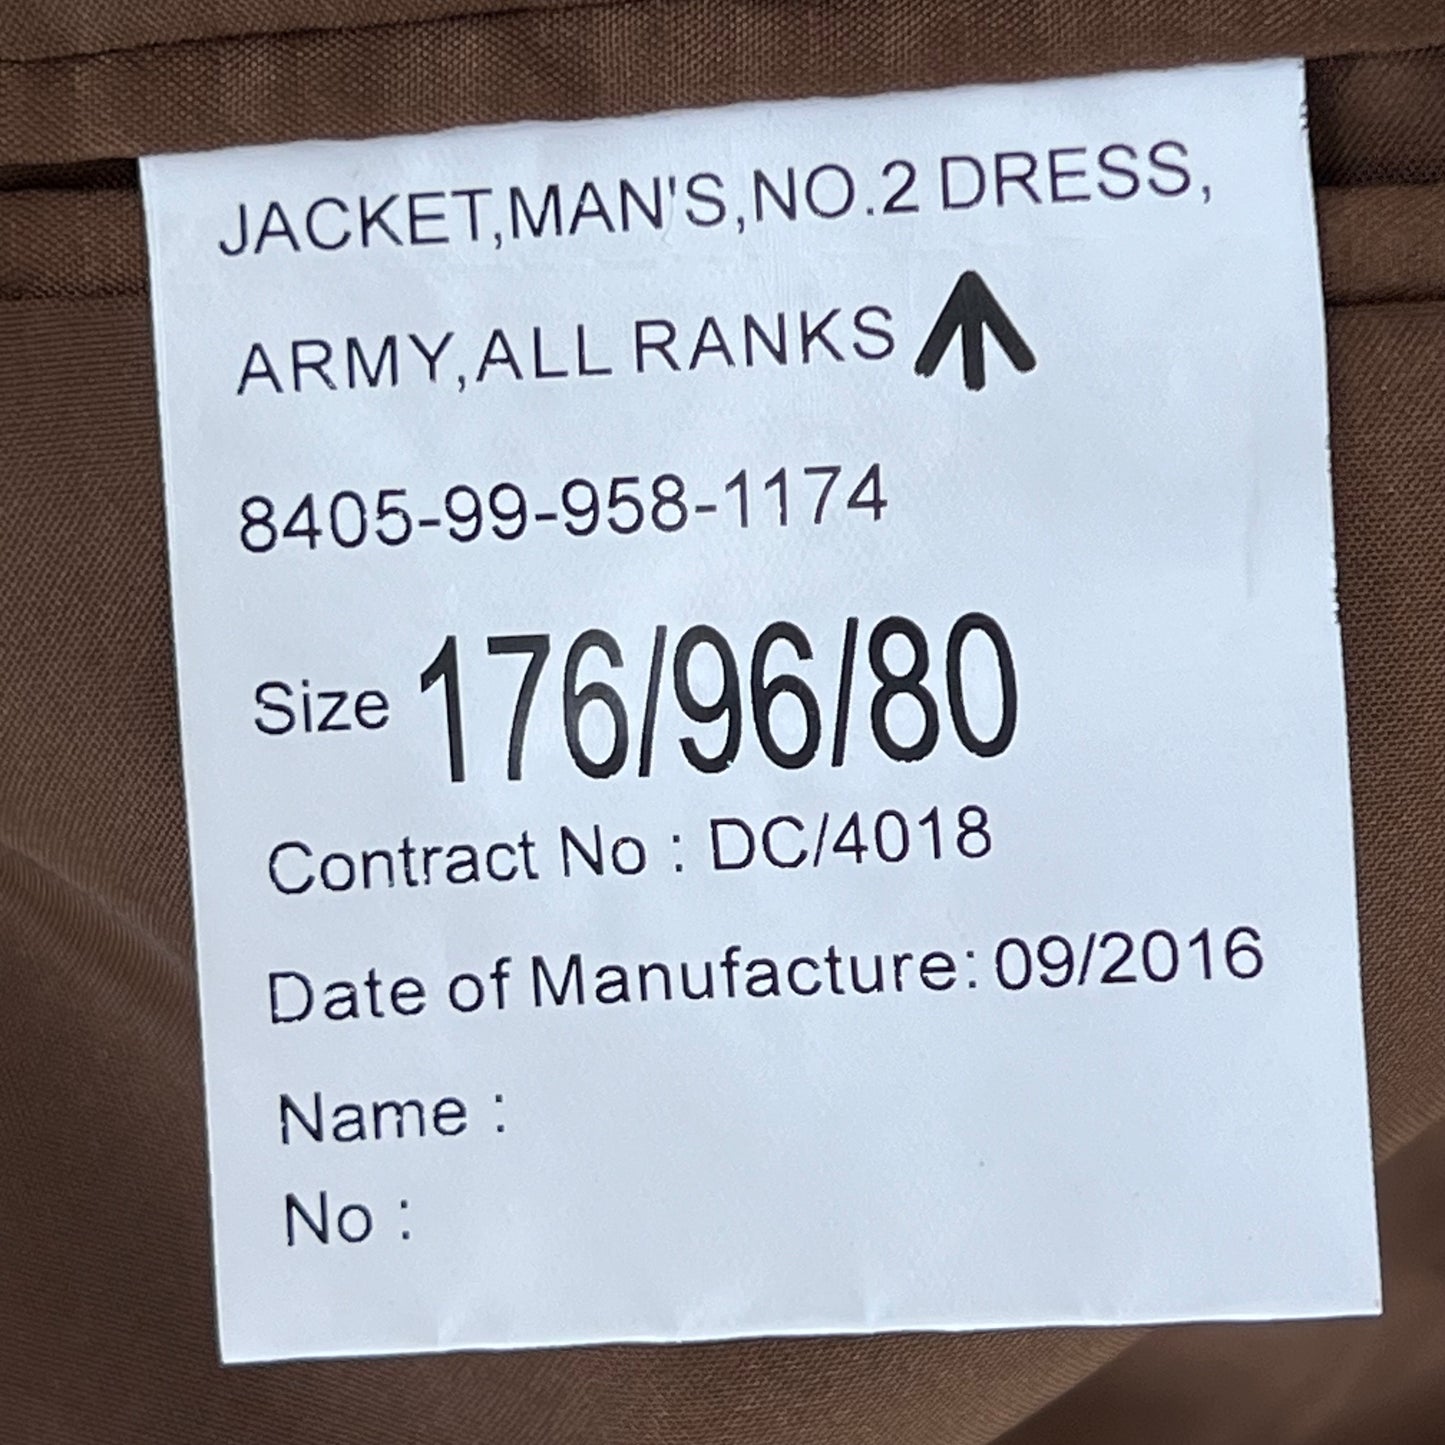 JACKET,MAN'S,NO.2 DRESS,
ARMY,ALL RANKS
8405-99-958-1174
Size 176/96/80
Contract No : DC/4018
Date of Manufacture: 09/2016
Name :
No :